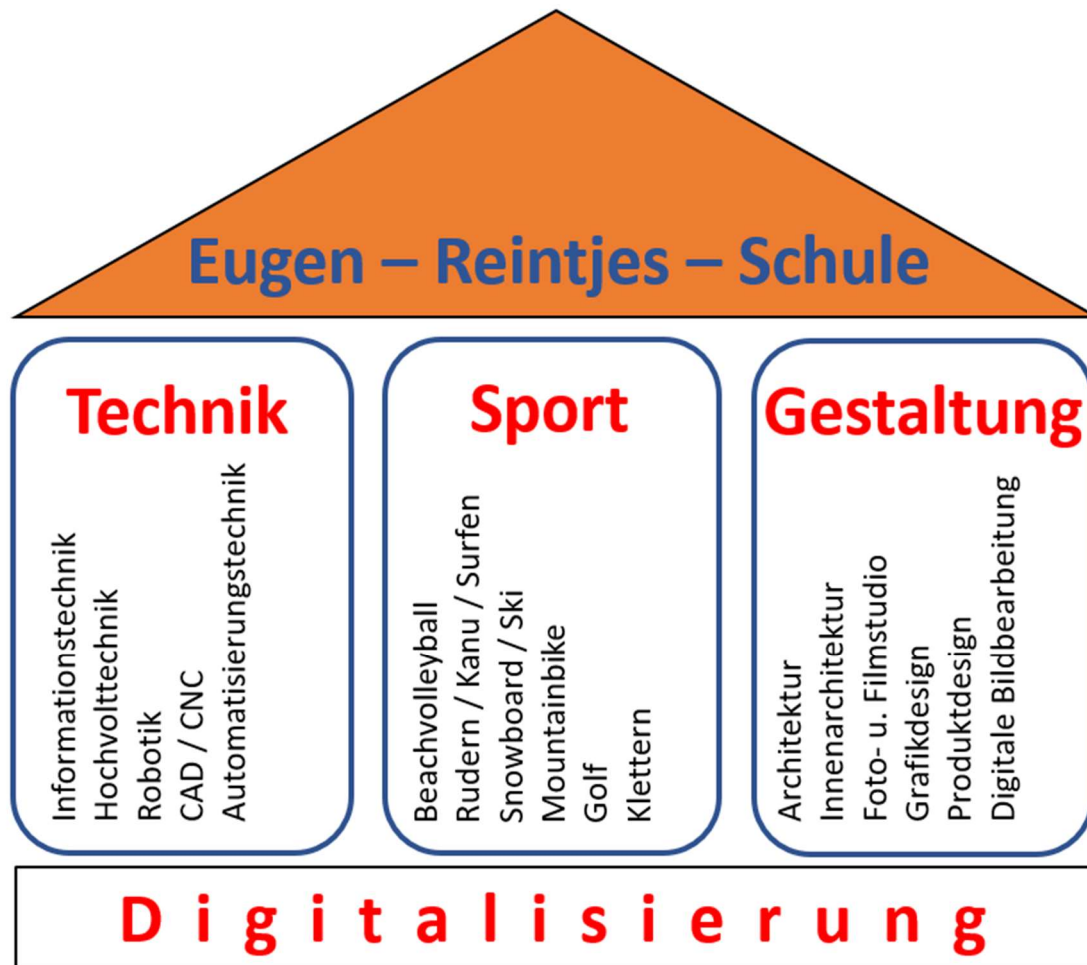 Eugen – Reintjes – Schule
Technik
Informationstechnik
Hochvolttechnik
Robotik
CAD / CNC
Automatisierungstechnik
Sport
Beachvolleyball
Rudern / Kanu / Surfen
Snowboard / Ski
Mountainbike
Golf
Klettern
Gestaltung
Architektur
Innenarchitektur
Foto- u. Filmstudio
Grafikdesign
Produktdesign
Digitale Bildbearbeitung
Digitalisierung